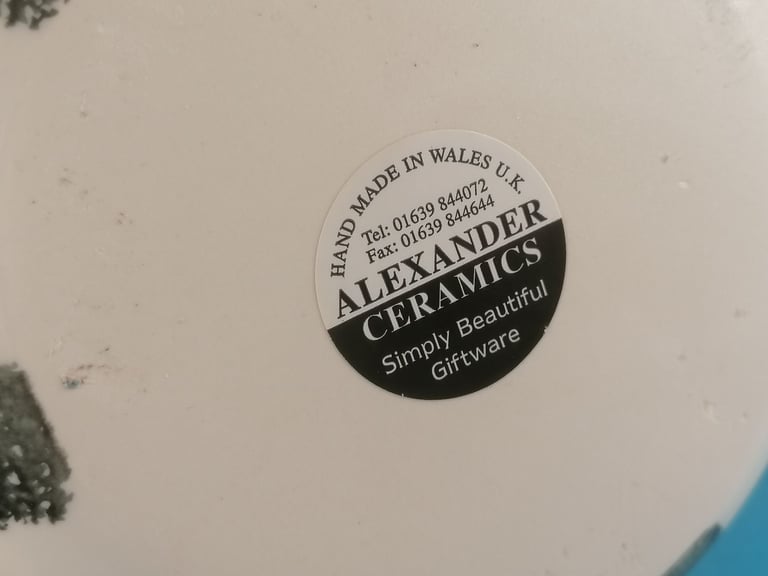 HAND MADE IN WALES U.K.
Tel: 01639 844072
Fax: 01639 844644
ALEXANDER
CERAMICS
Simply Beautiful
Giftware